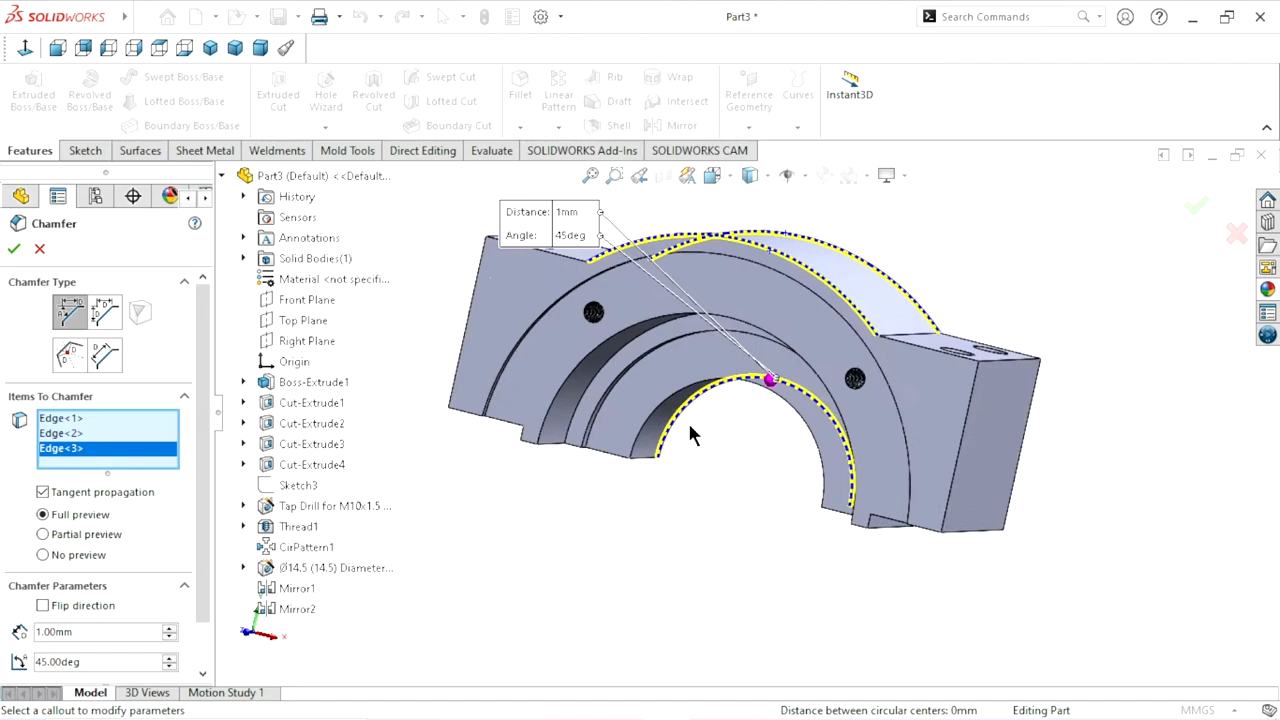 SOLIDWORKS
Part3 *
Search Commands
Extruded Boss/Base
Revolved Boss/Base
Swept Boss/Base
Lofted Boss/Base
Boundary Boss/Base
Extruded Cut
Hole Wizard
Revolved Cut
Swept Cut
Lofted Cut
Boundary Cut
Fillet
Linear Pattern
Rib
Draft
Shell
Wrap
Intersect
Mirror
Reference Geometry
Curves
Instant3D
Features Sketch Surfaces Sheet Metal Weldments Mold Tools Direct Editing Evaluate SOLIDWORKS Add-Ins SOLIDWORKS CAM
Chamfer
Chamfer Type
Items To Chamfer
Edge<1>
Edge<2>
Edge<3>
Tangent propagation
Full preview
Partial preview
No preview
Chamfer Parameters
Flip direction
1.00mm
45.00deg
Part3 (Default) <<Default...
History
Sensors
Annotations
Solid Bodies(1)
Material <not specifi...
Front Plane
Top Plane
Right Plane
Origin
Boss-Extrude1
Cut-Extrude1
Cut-Extrude2
Cut-Extrude3
Cut-Extrude4
Sketch3
Tap Drill for M10x1.5 ...
Thread1
CirPattern1
Ø14.5 (14.5) Diameter...
Mirror1
Mirror2
Distance: 1mm
Angle: 45deg
x
Model 3D Views Motion Study 1
Select a callout to modify parameters
Distance between circular centers: 0mm
Editing Part
MMGS